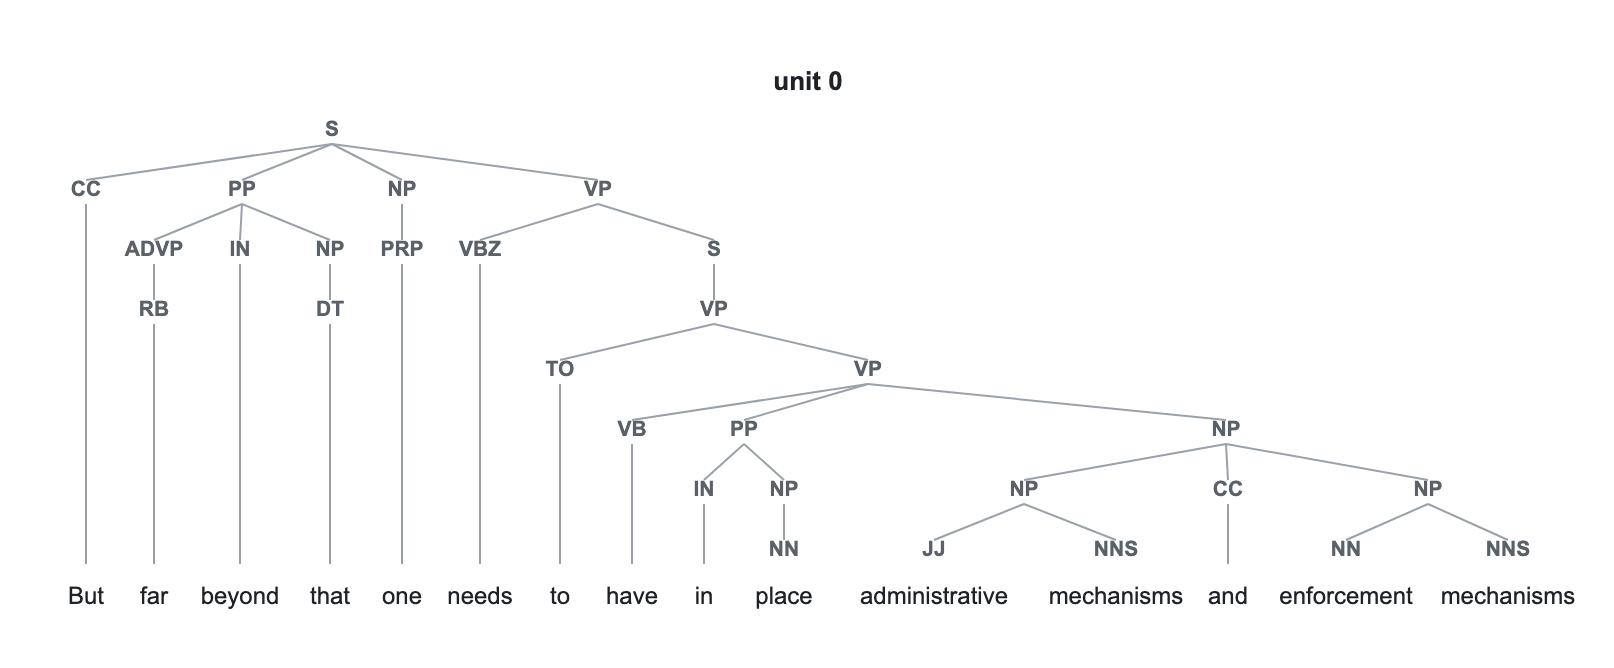 unit 0
S
CC PP NP VP
ADVP IN NP PRP VBZ S
RB DT VP
TO VP
VB PP NP
IN NP NP CC NP
NN JJ NNS NN NNS
But far beyond that one needs to have in place administrative mechanisms and enforcement mechanisms